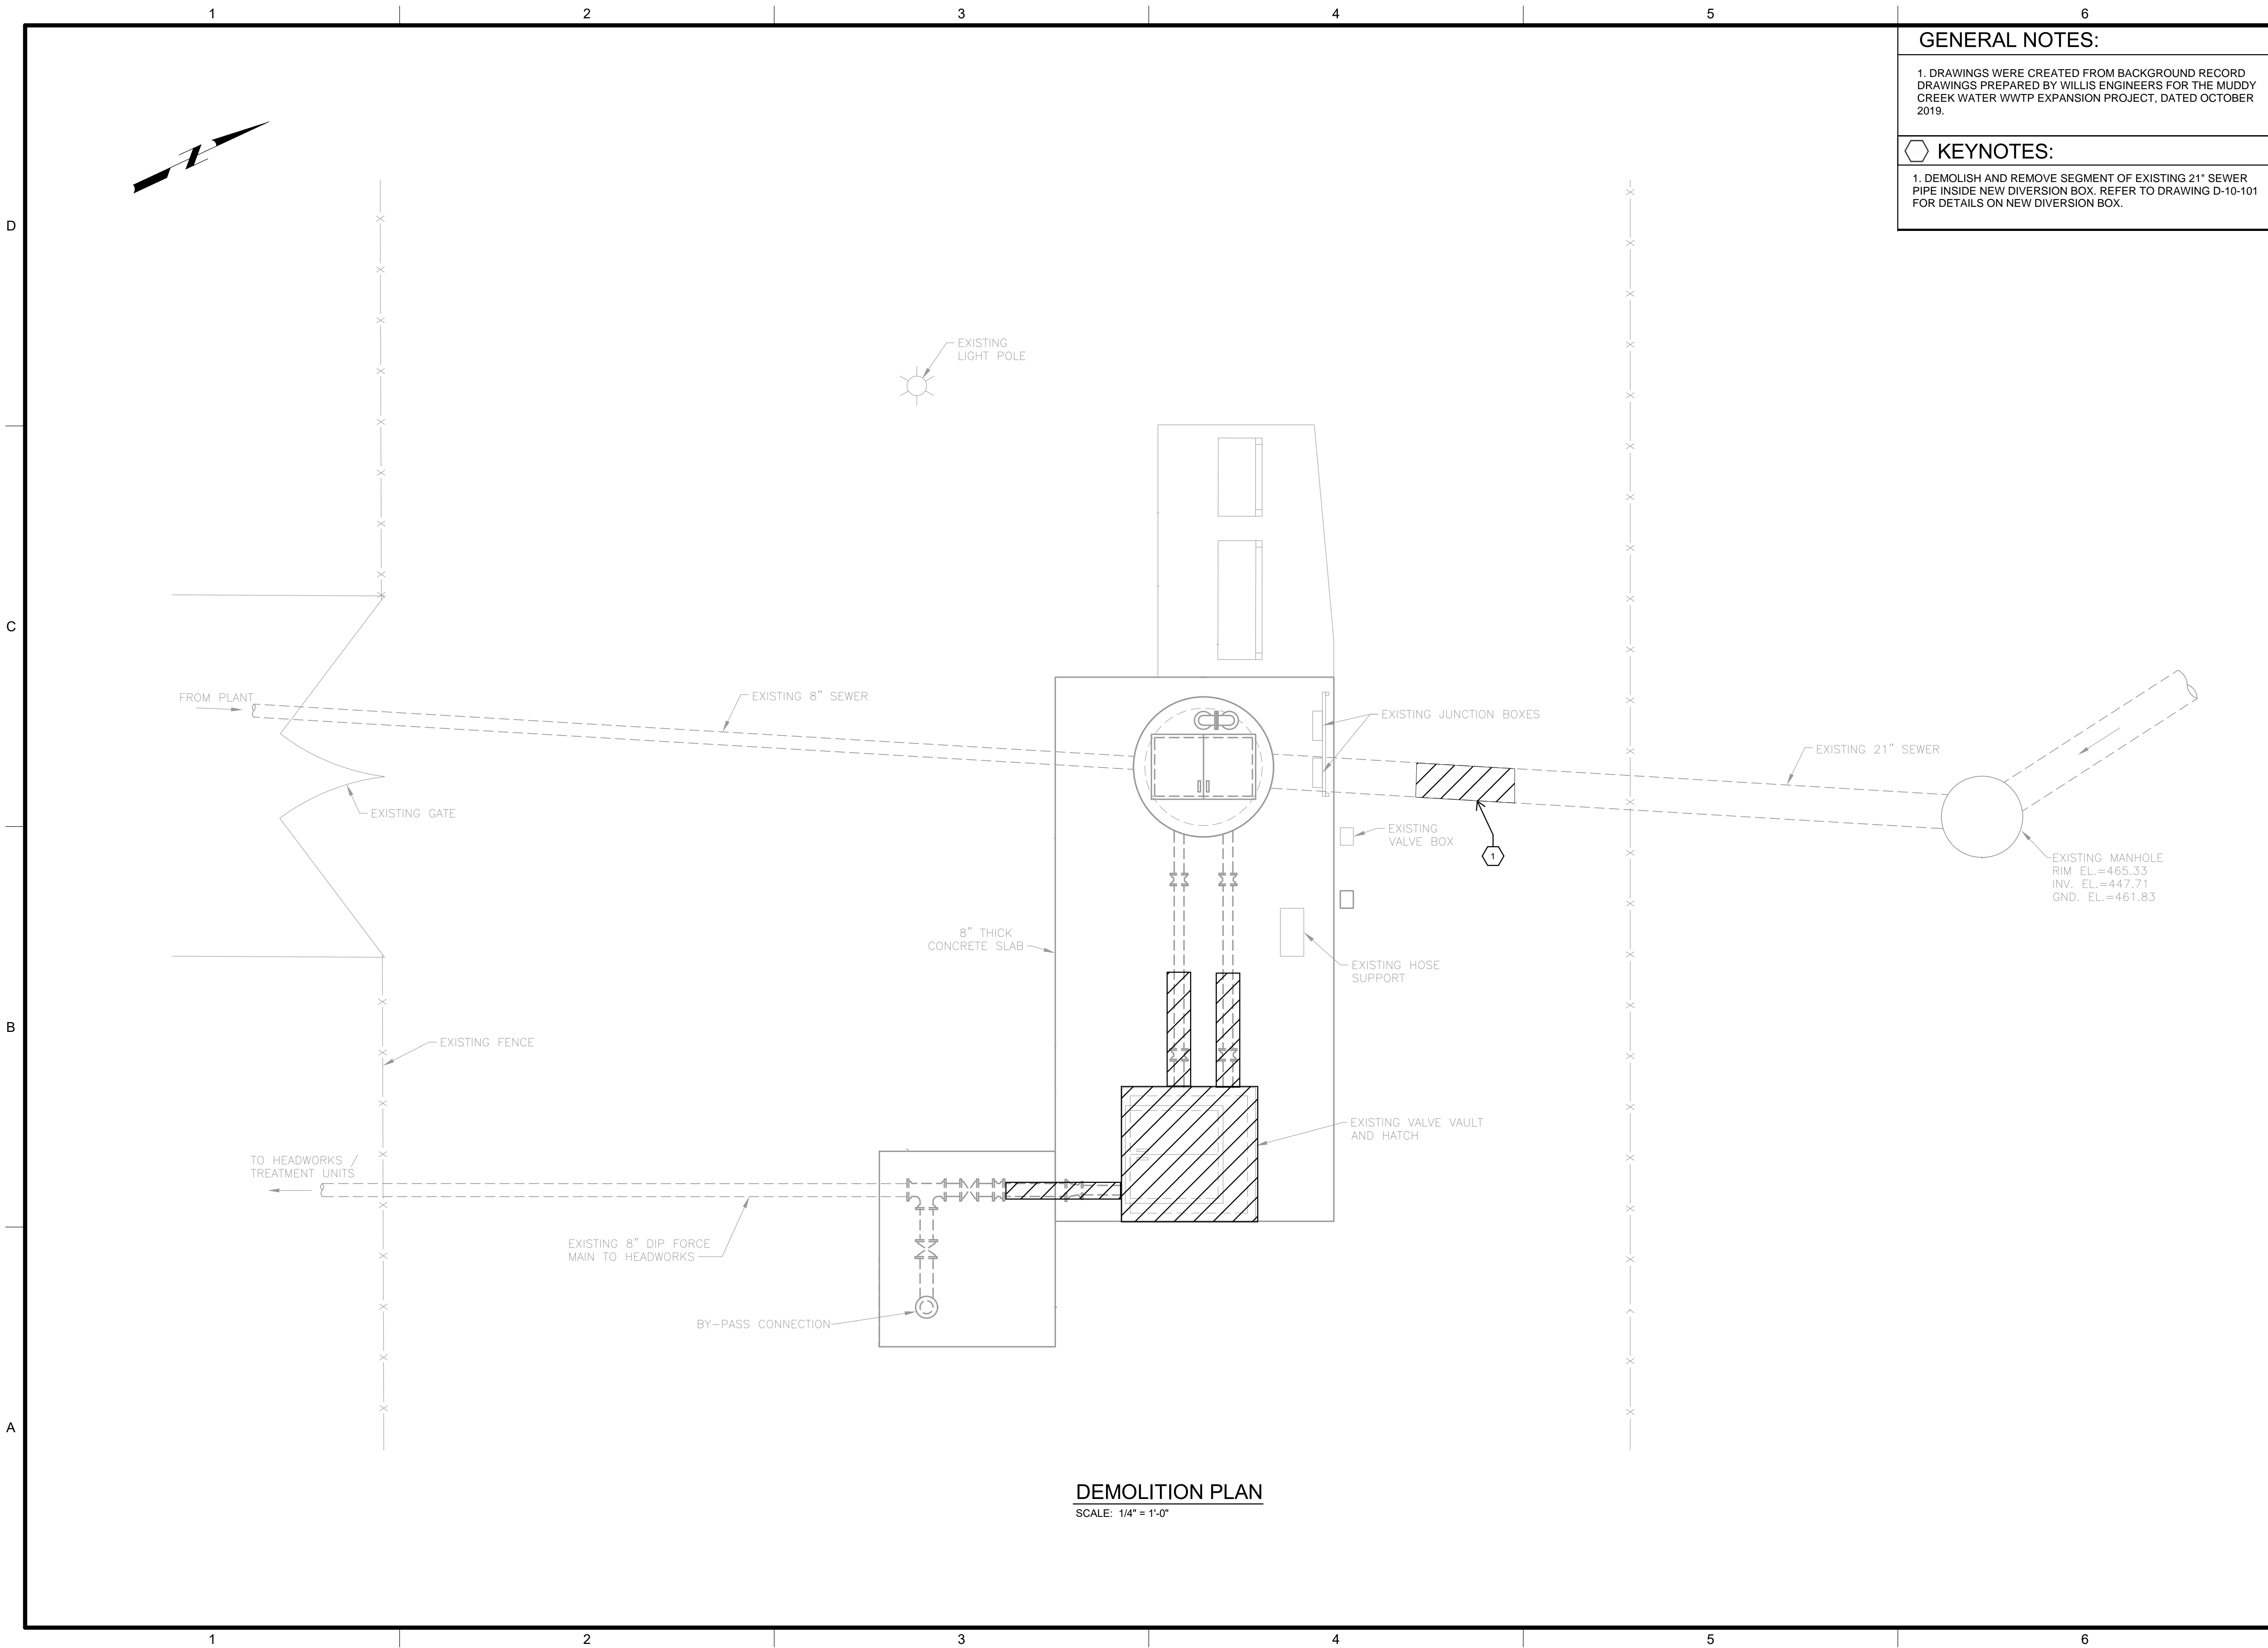 1 2 3 4 5 6
GENERAL NOTES:
1. DRAWINGS WERE CREATED FROM BACKGROUND RECORD
DRAWINGS PREPARED BY WILLIS ENGINEERS FOR THE MUDDY
CREEK WATER WWTP EXPANSION PROJECT, DATED OCTOBER
2019.
KEYNOTES:
1. DEMOLISH AND REMOVE SEGMENT OF EXISTING 21" SEWER
PIPE INSIDE NEW DIVERSION BOX. REFER TO DRAWING D-10-101
FOR DETAILS ON NEW DIVERSION BOX.
Z
D
EXISTING
LIGHT POLE
C
FROM PLANT
EXISTING 8" SEWER
EXISTING JUNCTION BOXES
EXISTING 21" SEWER
EXISTING GATE
EXISTING
VALVE BOX
1
EXISTING MANHOLE
RIM EL.=465.33
INV. EL.=447.71
GND. EL.=461.83
8" THICK
CONCRETE SLAB
EXISTING HOSE
SUPPORT
B
EXISTING FENCE
EXISTING VALVE VAULT
AND HATCH
TO HEADWORKS /
TREATMENT UNITS
EXISTING 8" DIP FORCE
MAIN TO HEADWORKS
BY-PASS CONNECTION
A
DEMOLITION PLAN
SCALE: 1/4" = 1'-0"
1 2 3 4 5 6